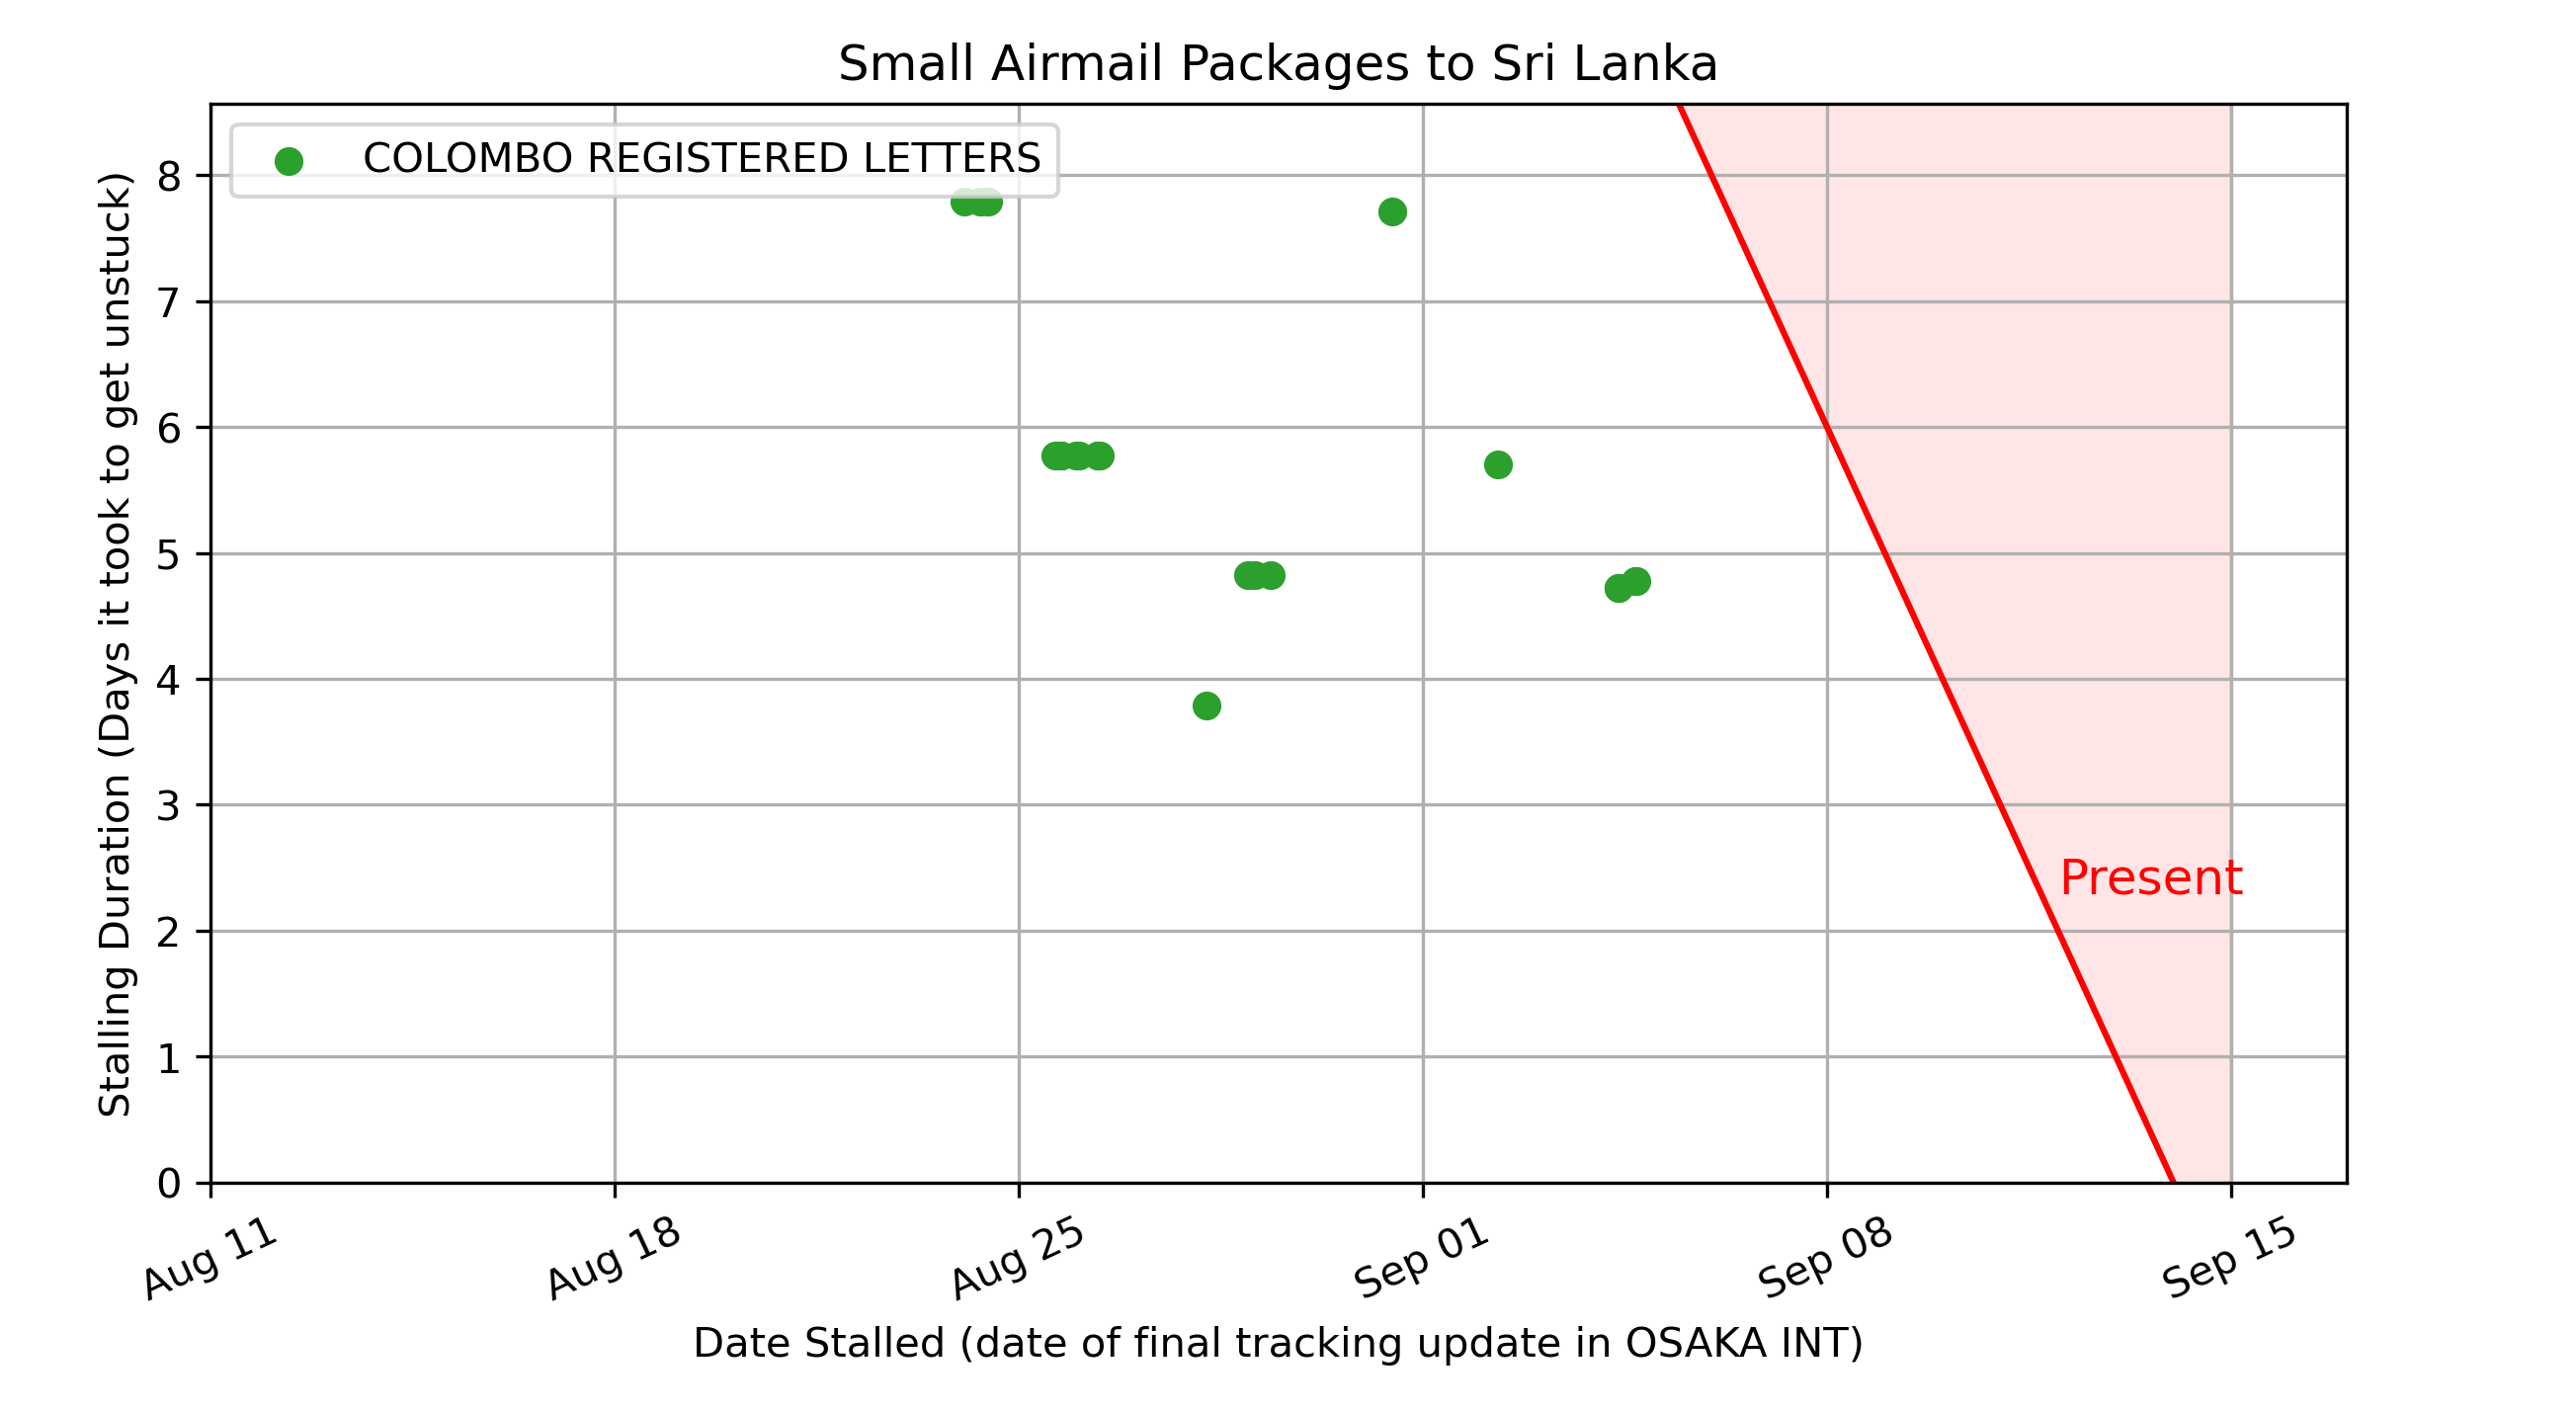 Small Airmail Packages to Sri Lanka
COLOMBO REGISTERED LETTERS
Stalling Duration (Days it took to get unstuck)
8
7
6
5
4
3
2
1
0
Present
Aug 11
Aug 18
Aug 25
Sep 01
Sep 08
Sep 15
Date Stalled (date of final tracking update in OSAKA INT)